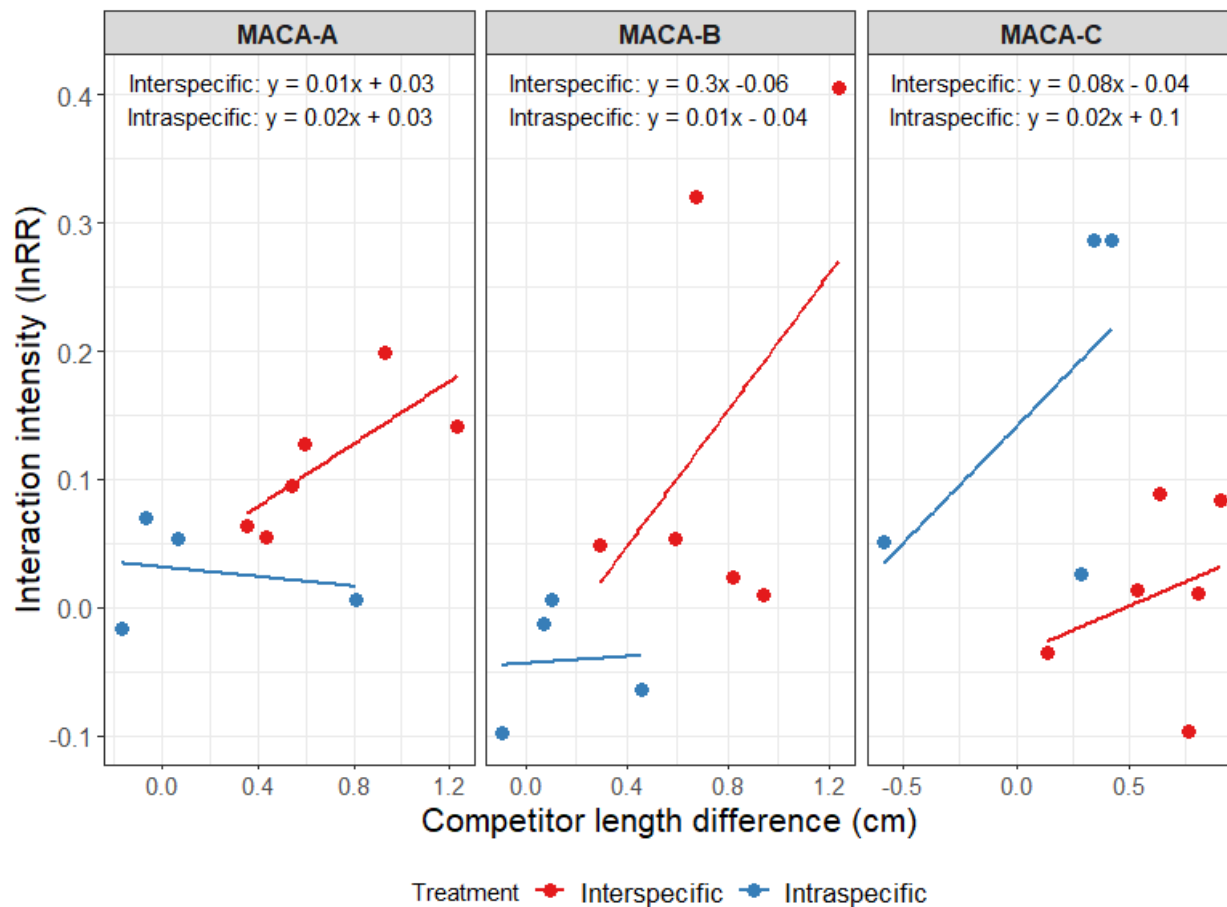 MACA-A
MACA-B
MACA-C
Interspecific: y = 0.01x + 0.03
Intraspecific: y = 0.02x + 0.03
Interspecific: y = 0.3x -0.06
Intraspecific: y = 0.01x - 0.04
Interspecific: y = 0.08x - 0.04
Intraspecific: y = 0.02x + 0.1
Interaction intensity (lnRR)
0.4
0.3
0.2
0.1
0.0
-0.1
0.0 0.4 0.8 1.2
0.0 0.4 0.8 1.2
-0.5 0.0 0.5
Competitor length difference (cm)
Treatment Interspecific Intraspecific